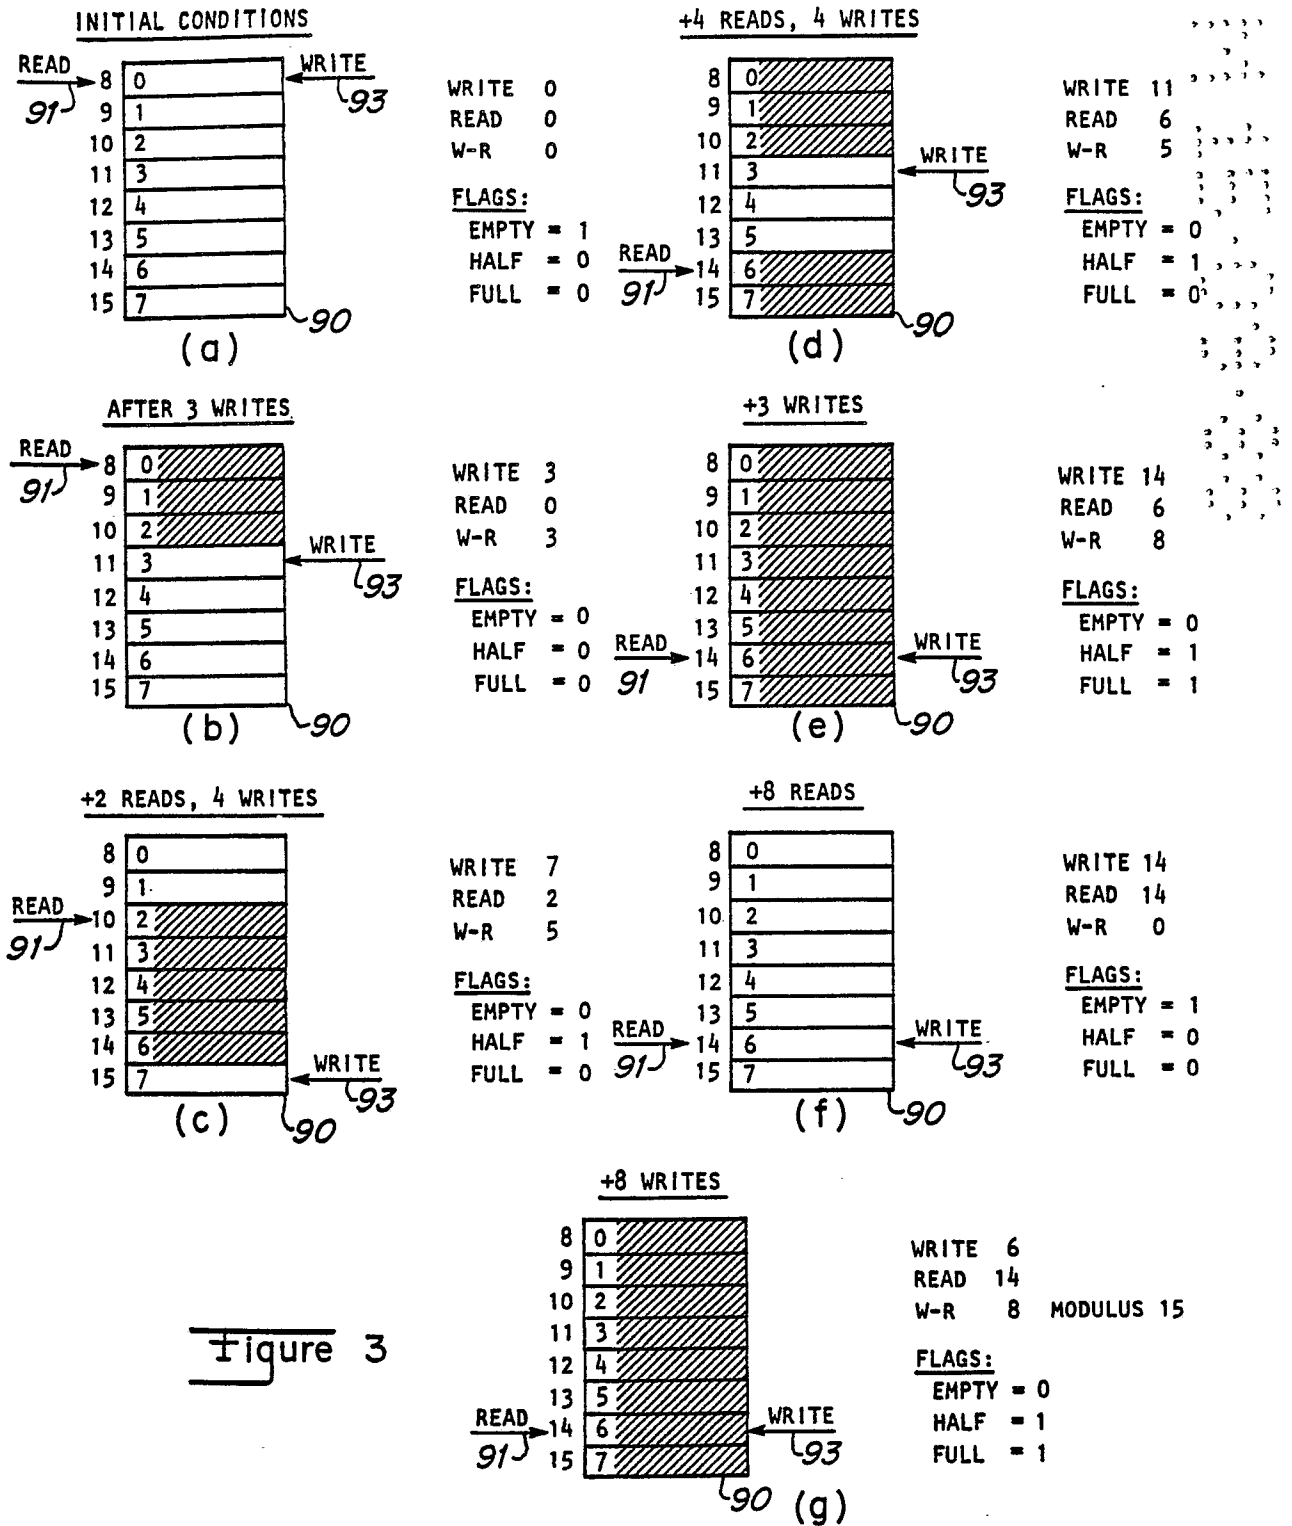 INITIAL CONDITIONS
READ
91
WRITE
93
8 0
9 1
10 2
11 3
12 4
13 5
14 6
15 7
90
(a)
WRITE 0
READ 0
W-R 0
FLAGS:
EMPTY = 1
HALF = 0
FULL = 0
+4 READS, 4 WRITES
8 0
9 1
10 2
11 3
12 4
13 5
14 6
15 7
WRITE
93
READ
91
90
(d)
WRITE 11
READ 6
W-R 5
FLAGS:
EMPTY = 0
HALF = 1
FULL = 0
AFTER 3 WRITES
READ
91
8 0
9 1
10 2
11 3
12 4
13 5
14 6
15 7
WRITE
93
90
(b)
WRITE 3
READ 0
W-R 3
FLAGS:
EMPTY = 0
HALF = 0
FULL = 0
+3 WRITES
8 0
9 1
10 2
11 3
12 4
13 5
14 6
15 7
READ
91
WRITE
93
90
(e)
WRITE 14
READ 6
W-R 8
FLAGS:
EMPTY = 0
HALF = 1
FULL = 1
+2 READS, 4 WRITES
8 0
9 1
10 2
11 3
12 4
13 5
14 6
15 7
READ
91
WRITE
93
90
(c)
WRITE 7
READ 2
W-R 5
FLAGS:
EMPTY = 0
HALF = 1
FULL = 0
+8 READS
8 0
9 1
10 2
11 3
12 4
13 5
14 6
15 7
READ
91
WRITE
93
90
(f)
WRITE 14
READ 14
W-R 0
FLAGS:
EMPTY = 1
HALF = 0
FULL = 0
+8 WRITES
8 0
9 1
10 2
11 3
12 4
13 5
14 6
15 7
READ
91
WRITE
93
90
(g)
WRITE 6
READ 14
W-R 8 MODULUS 15
FLAGS:
EMPTY = 0
HALF = 1
FULL = 1
Figure 3